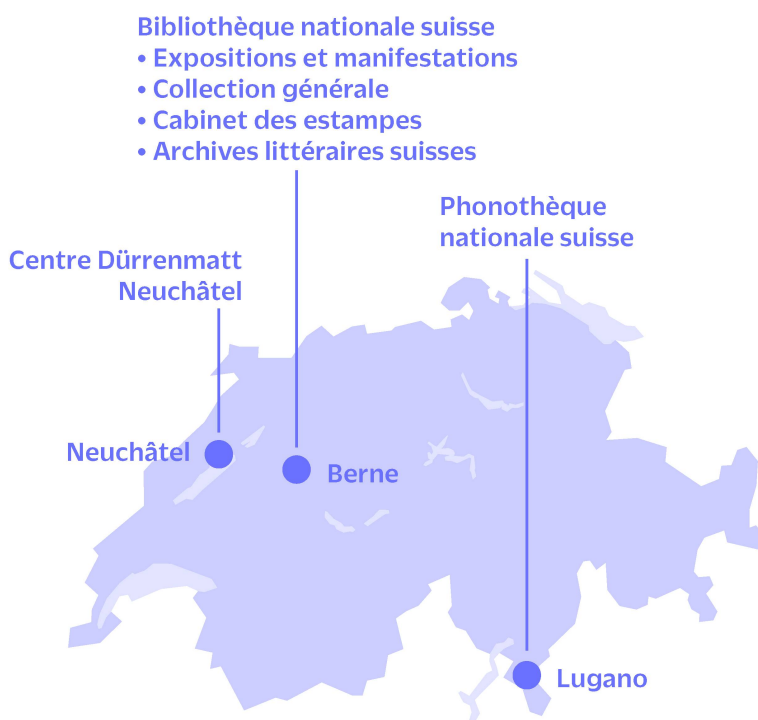 Bibliothèque nationale suisse
• Expositions et manifestations
• Collection générale
• Cabinet des estampes
• Archives littéraires suisses
Phonothèque
nationale suisse
Centre Dürrenmatt
Neuchâtel
Neuchâtel
Berne
Lugano